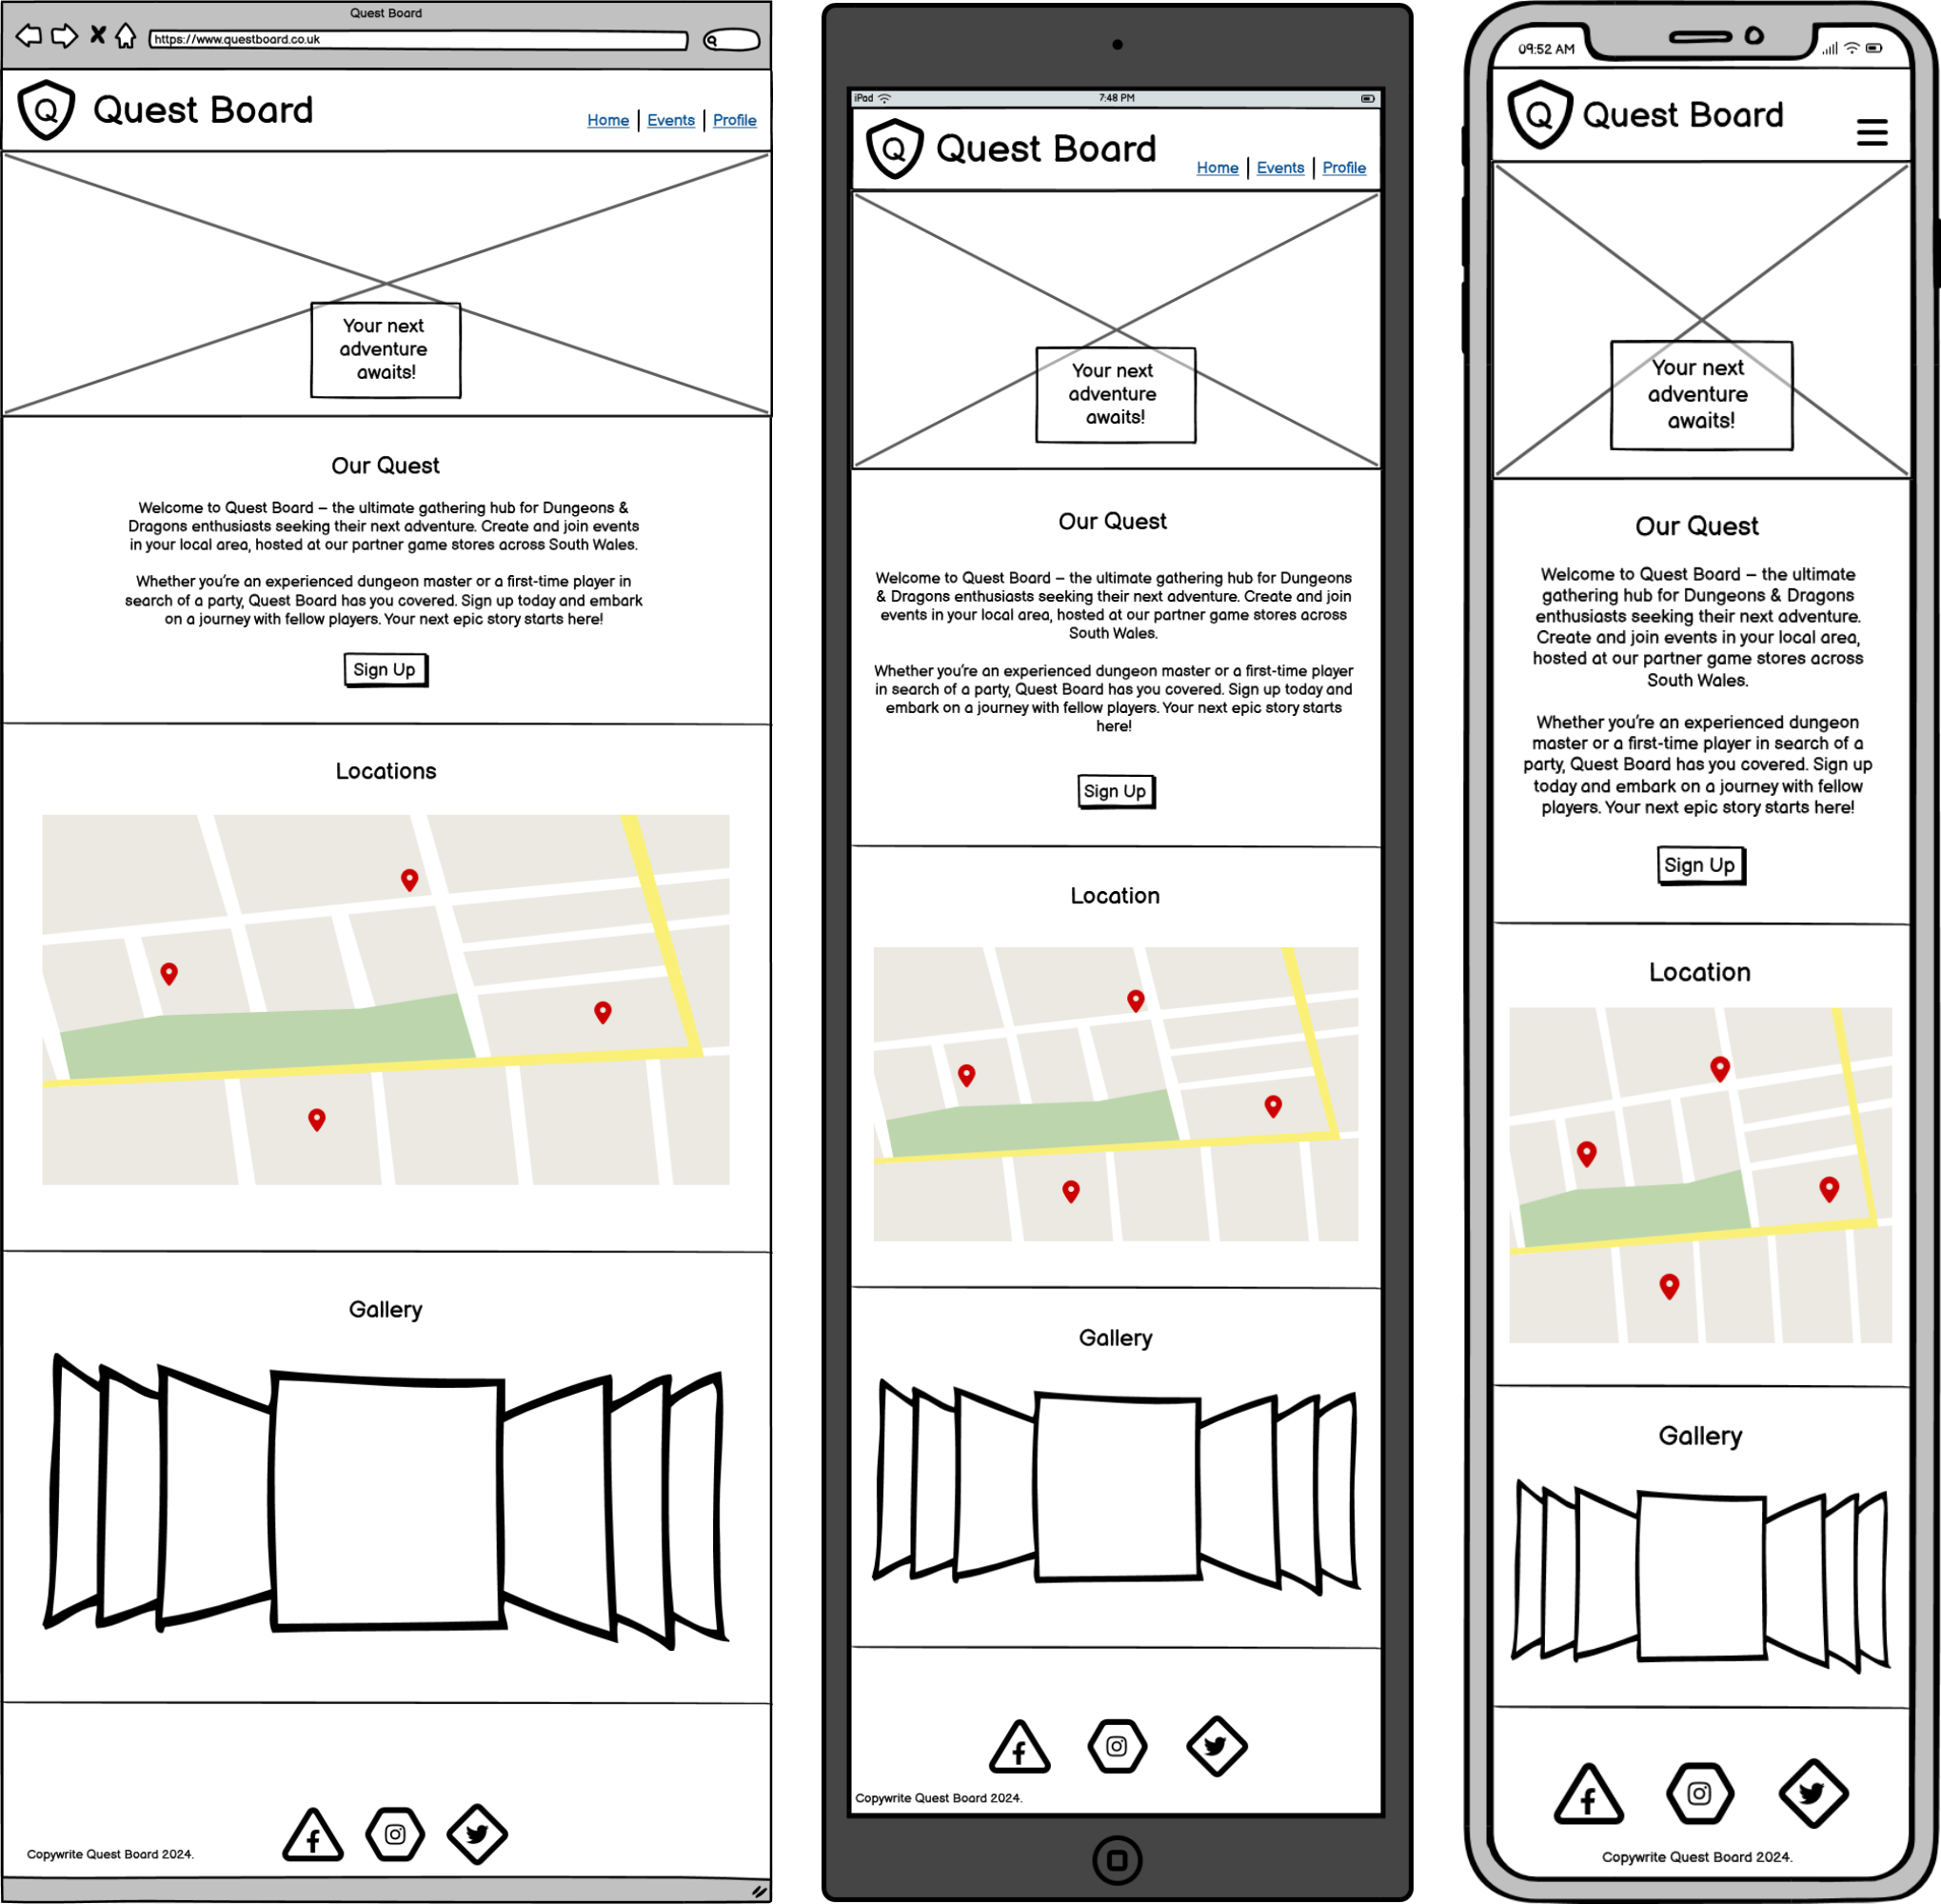 Quest Board
https://www.questboard.co.uk
Q
Quest Board
Home
Events
Profile
Your next
adventure
awaits!
Our Quest
Welcome to Quest Board – the ultimate gathering hub for Dungeons &
Dragons enthusiasts seeking their next adventure. Create and join events
in your local area, hosted at our partner game stores across South Wales.
Whether you're an experienced dungeon master or a first-time player in
search of a party, Quest Board has you covered. Sign up today and embark
on a journey with fellow players. Your next epic story starts here!
Sign Up
Locations
Gallery
Copywrite Quest Board 2024.
iPad
7:48 PM
Q
Quest Board
Home
Events
Profile
Your next
adventure
awaits!
Our Quest
Welcome to Quest Board – the ultimate gathering hub for Dungeons
& Dragons enthusiasts seeking their next adventure. Create and join
events in your local area, hosted at our partner game stores across
South Wales.
Whether you're an experienced dungeon master or a first-time player
in search of a party, Quest Board has you covered. Sign up today and
embark on a journey with fellow players. Your next epic story starts
here!
Sign Up
Location
Gallery
Copywrite Quest Board 2024.
09:52 AM
Q
Quest Board
Your next
adventure
awaits!
Our Quest
Welcome to Quest Board – the ultimate
gathering hub for Dungeons & Dragons
enthusiasts seeking their next adventure.
Create and join events in your local area,
hosted at our partner game stores across
South Wales.
Whether you're an experienced dungeon
master or a first-time player in search of a
party, Quest Board has you covered. Sign up
today and embark on a journey with fellow
players. Your next epic story starts here!
Sign Up
Location
Gallery
Copywrite Quest Board 2024.